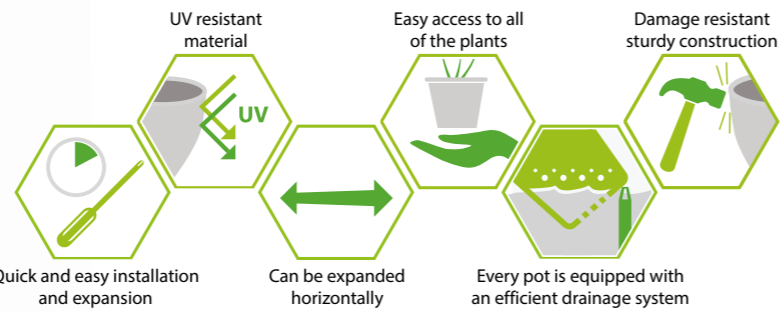 UV resistant
material
Easy access to all
of the plants
Damage resistant
sturdy construction
UV
Quick and easy installation
and expansion
Can be expanded
horizontally
Every pot is equipped with
an efficient drainage system